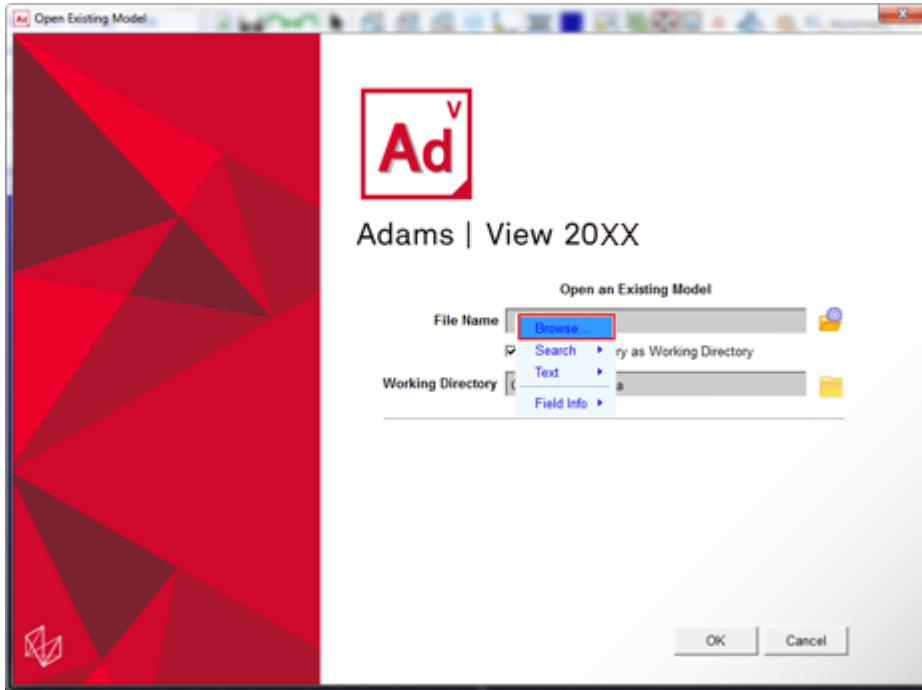 Open Existing Model
V
Ad
Adams | View 20XX
Open an Existing Model
File Name
Browse...
Search
ry as Working Directory
Text
Working Directory
a
Field Info
OK
Cancel